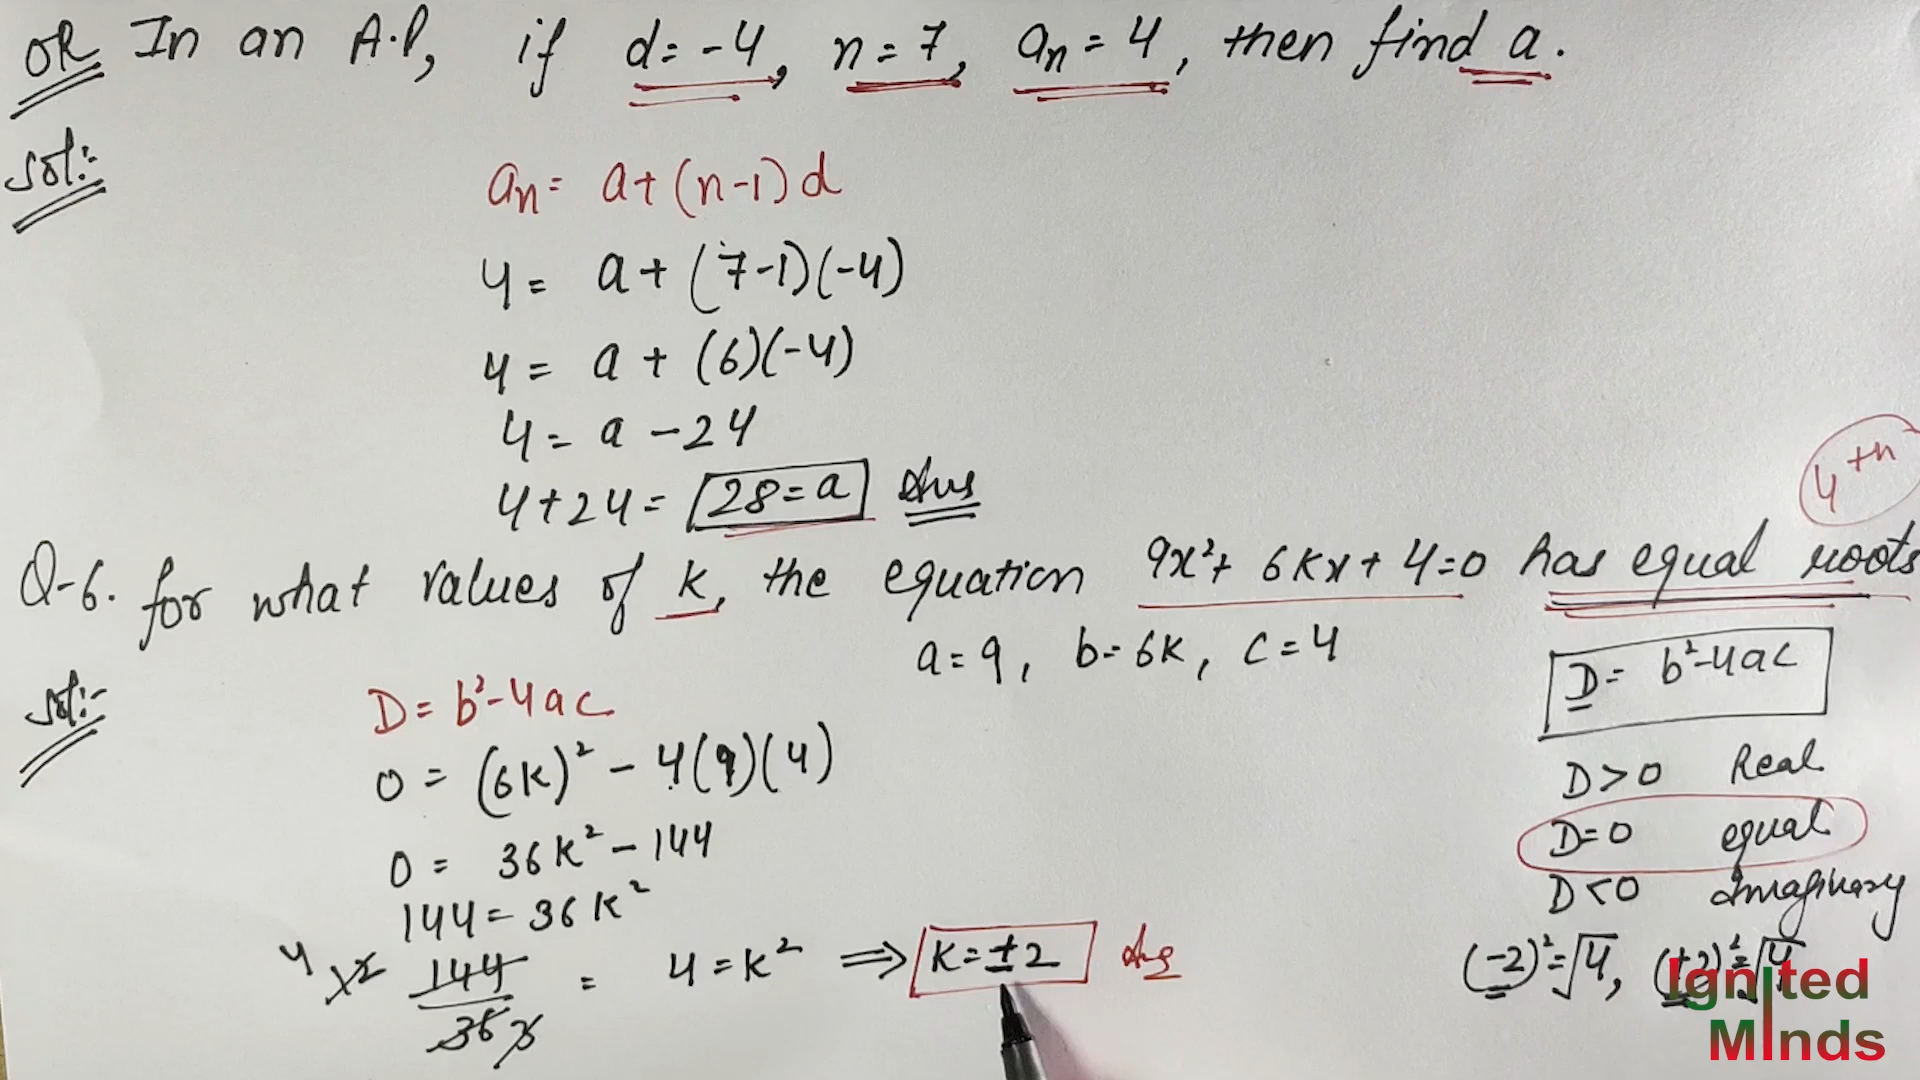 OR In an A.P, if d = -4, n = 7, an = 4, then find a.
Sol:-
an = a + (n-1)d
4 = a + (7-1)(-4)
4 = a + (6)(-4)
4 = a - 24
4+24 = 28 = a Ans
4th
Q-6. for what values of k, the equation 9x²+ 6kx + 4=0 has equal roots
a = 9, b = 6k, c = 4
Sol:-
D = b²-4ac
D = b²-4ac
0 = (6k)² - 4(9)(4)
D > 0 Real
0 = 36k² - 144
D = 0 equal
144 = 36k²
D < 0 Imaginary
4 12 144 / 36 3 = 4 = k² ⇒ k = ±2 Ans
(-2)² = √4, (+2)² = √4
Ignited
Minds